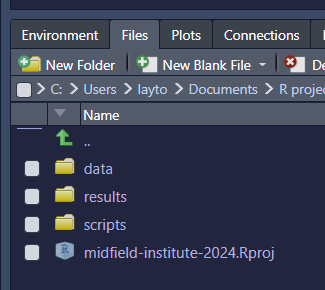 Environment Files Plots Connections
New Folder New Blank File
C: Users layto Documents R
Name
..
data
results
scripts
midfield-institute-2024.Rproj